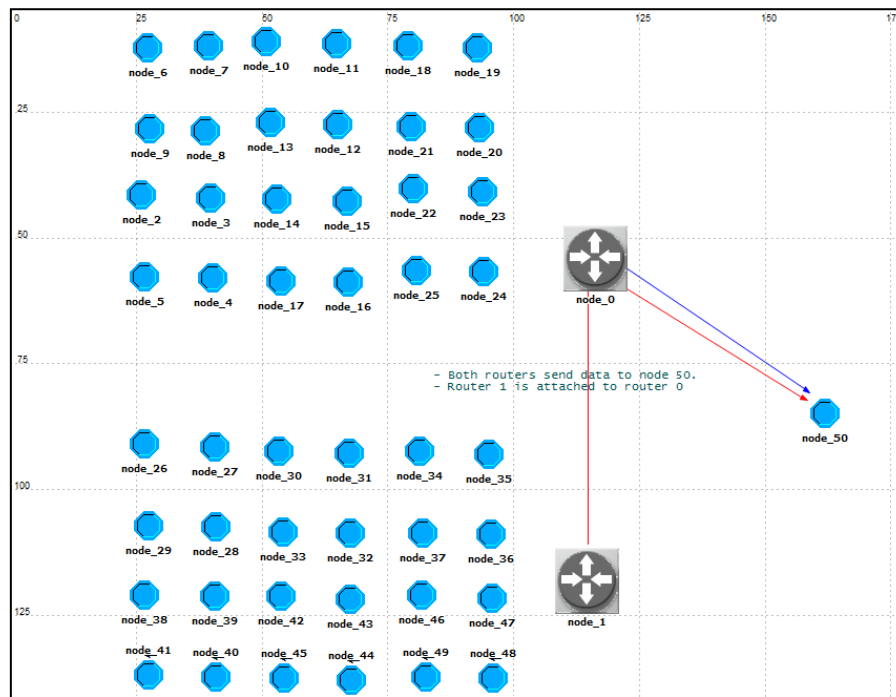 0 25 50 75 100 125 150 17
node_6 node_7 node_10 node_11 node_18 node_19
25
node_9 node_8 node_13 node_12 node_21 node_20
node_2 node_3 node_14 node_15 node_22 node_23
50
node_5 node_4 node_17 node_16 node_25 node_24 node_0
75
- Both routers send data to node 50.
- Router 1 is attached to router 0
node_50
node_26 node_27 node_30 node_31 node_34 node_35
100
node_29 node_28 node_33 node_32 node_37 node_36
125
node_38 node_39 node_42 node_43 node_46 node_47 node_1
node_41 node_40 node_45 node_44 node_49 node_48